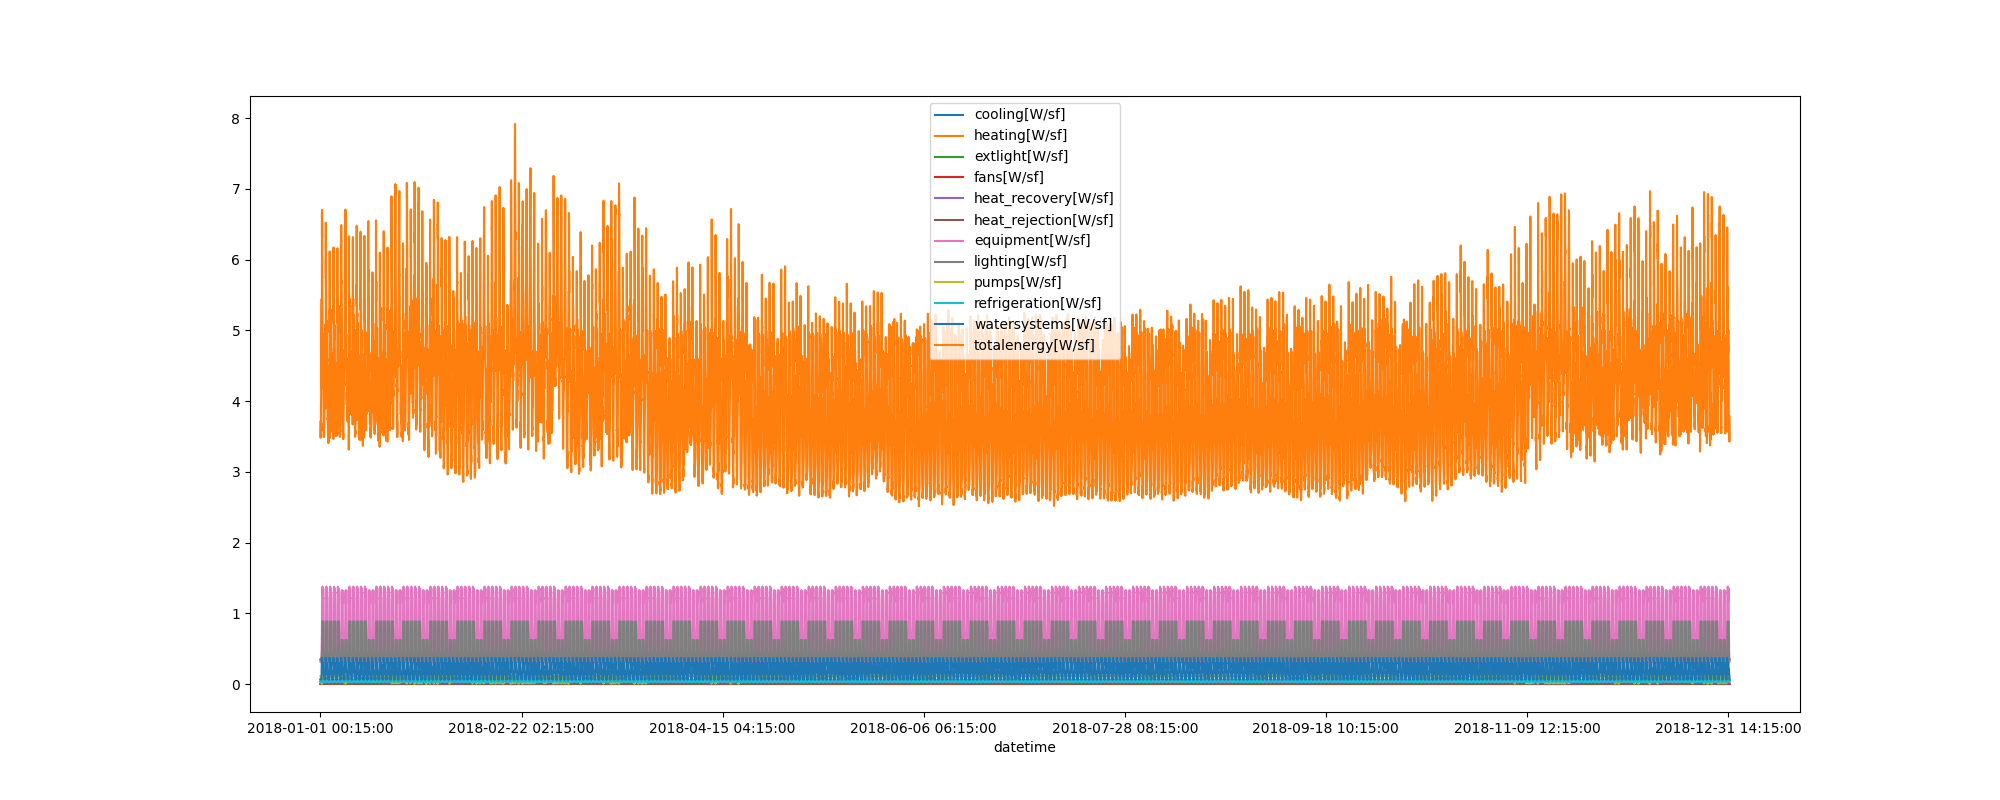 8
7
6
5
4
3
2
1
0
cooling[W/sf]
heating[W/sf]
extlight[W/sf]
fans[W/sf]
heat_recovery[W/sf]
heat_rejection[W/sf]
equipment[W/sf]
lighting[W/sf]
pumps[W/sf]
refrigeration[W/sf]
watersystems[W/sf]
totalenergy[W/sf]
2018-01-01 00:15:00 2018-02-22 02:15:00 2018-04-15 04:15:00 2018-06-06 06:15:00 2018-07-28 08:15:00 2018-09-18 10:15:00 2018-11-09 12:15:00 2018-12-31 14:15:00
datetime